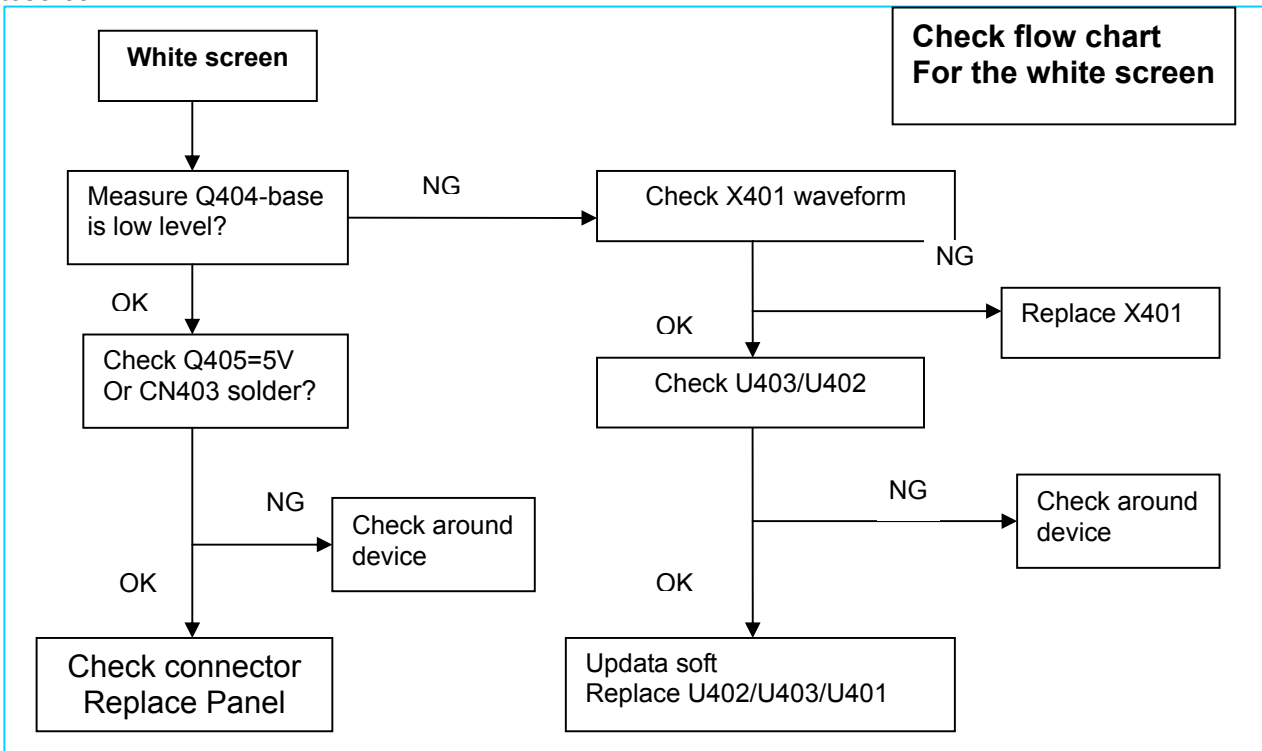 White screen
Check flow chart
For the white screen
Measure Q404-base
is low level?
NG
Check X401 waveform
NG
OK
Replace X401
OK
Check Q405=5V
Or CN403 solder?
Check U403/U402
NG
Check around
device
NG
Check around
device
OK
OK
Check connector
Replace Panel
Updata soft
Replace U402/U403/U401